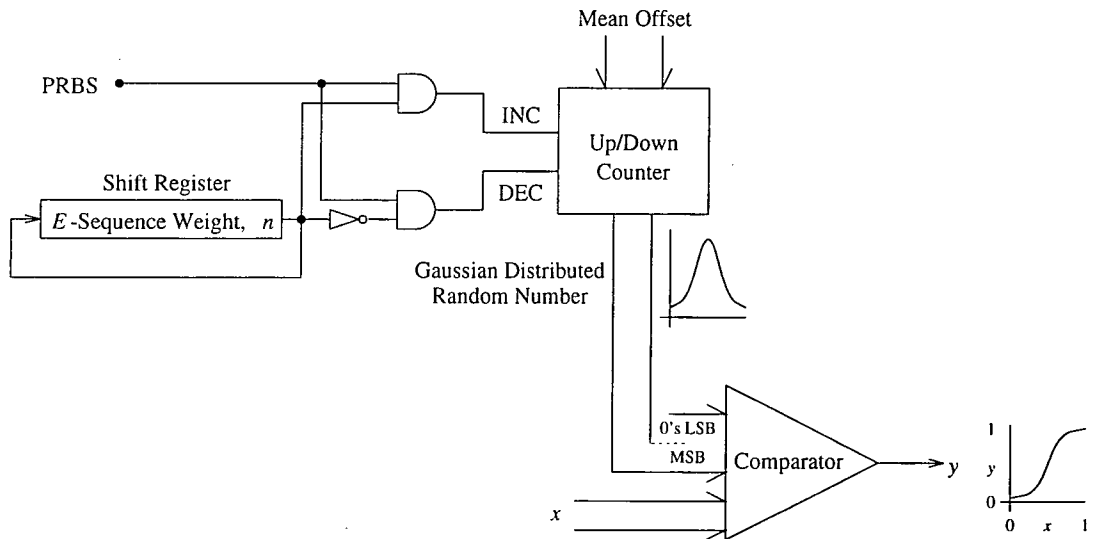 Mean Offset
PRBS
INC
Up/Down
Counter
DEC
Shift Register
E-Sequence Weight, n
Gaussian Distributed
Random Number
0's LSB
MSB
Comparator
x
y
1
y
0
0 x 1